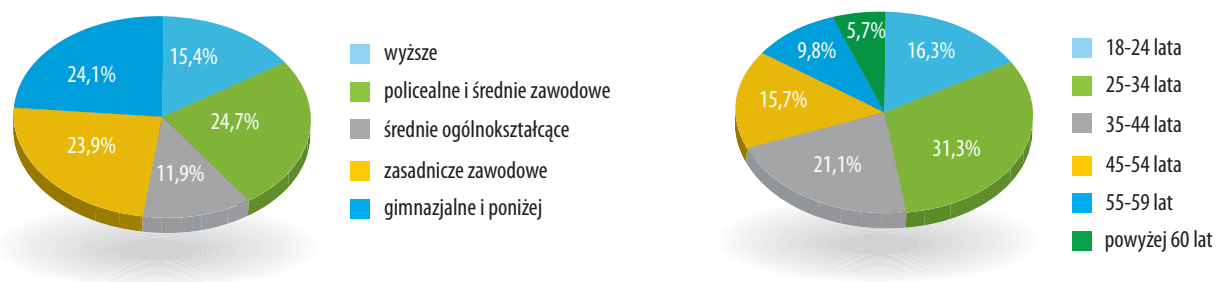 15,4%
24,7%
11,9%
23,9%
24,1%
wyższe
policealne i średnie zawodowe
średnie ogólnokształcące
zasadnicze zawodowe
gimnazjalne i poniżej
16,3%
31,3%
21,1%
15,7%
9,8%
5,7%
18-24 lata
25-34 lata
35-44 lata
45-54 lata
55-59 lat
powyżej 60 lat